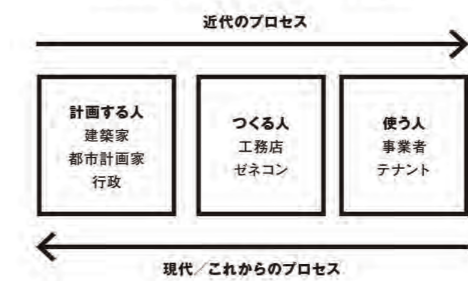 近代のプロセス
計画する人
建築家
都市計画家
行政
つくる人
工務店
ゼネコン
使う人
事業者
テナント
現代／これからのプロセス